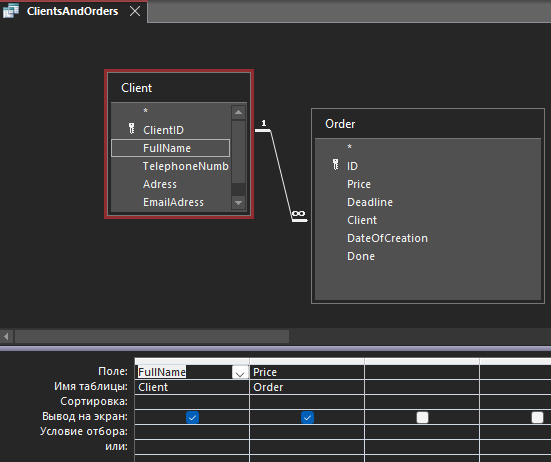 ClientsAndOrders
Client
*
ClientID
FullName
TelephoneNumb
Adress
EmailAdress
1
∞
Order
*
ID
Price
Deadline
Client
DateOfCreation
Done
Поле: FullName Price
Имя таблицы: Client Order
Сортировка:
Вывод на экран:
Условие отбора:
или: